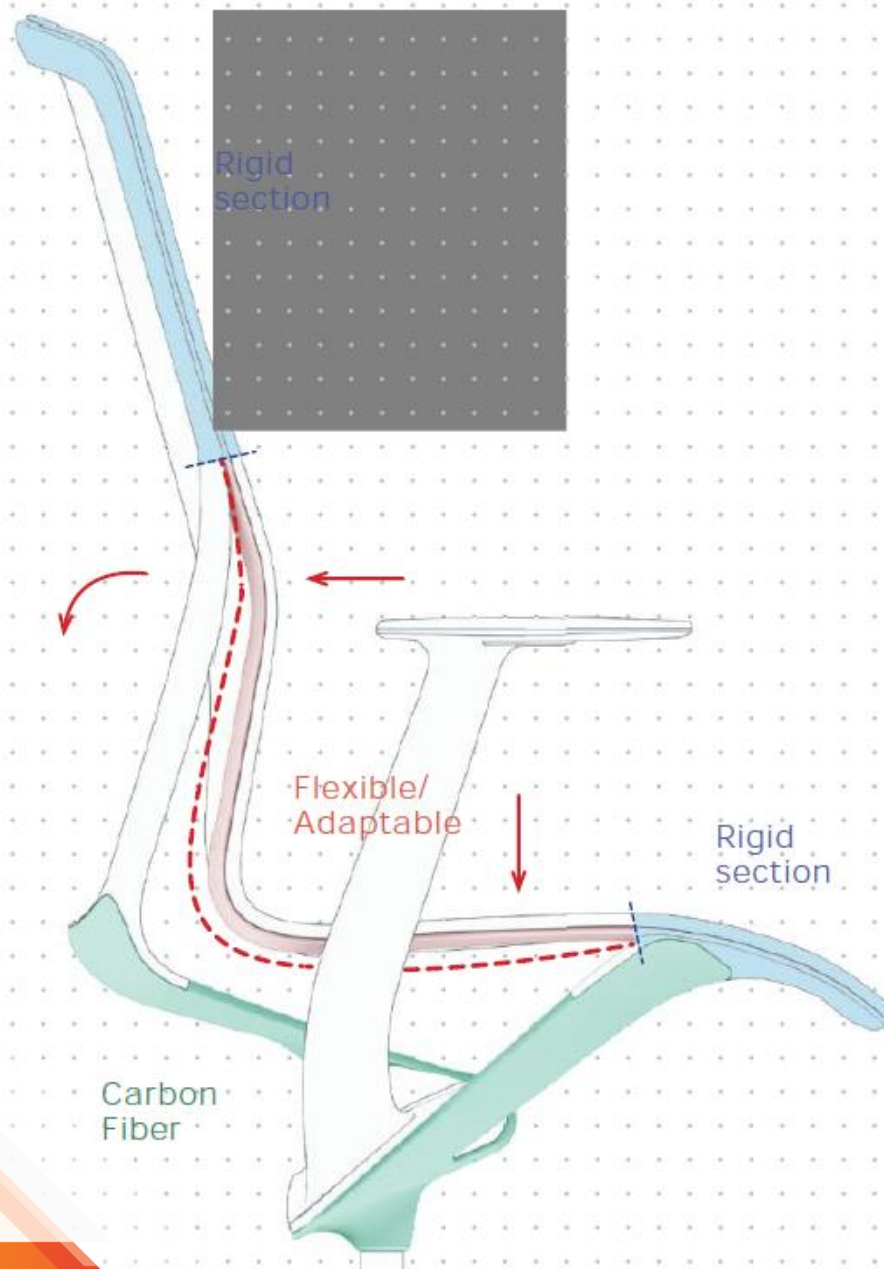 Rigid
section
Flexible/
Adaptable
Rigid
section
Carbon
Fiber